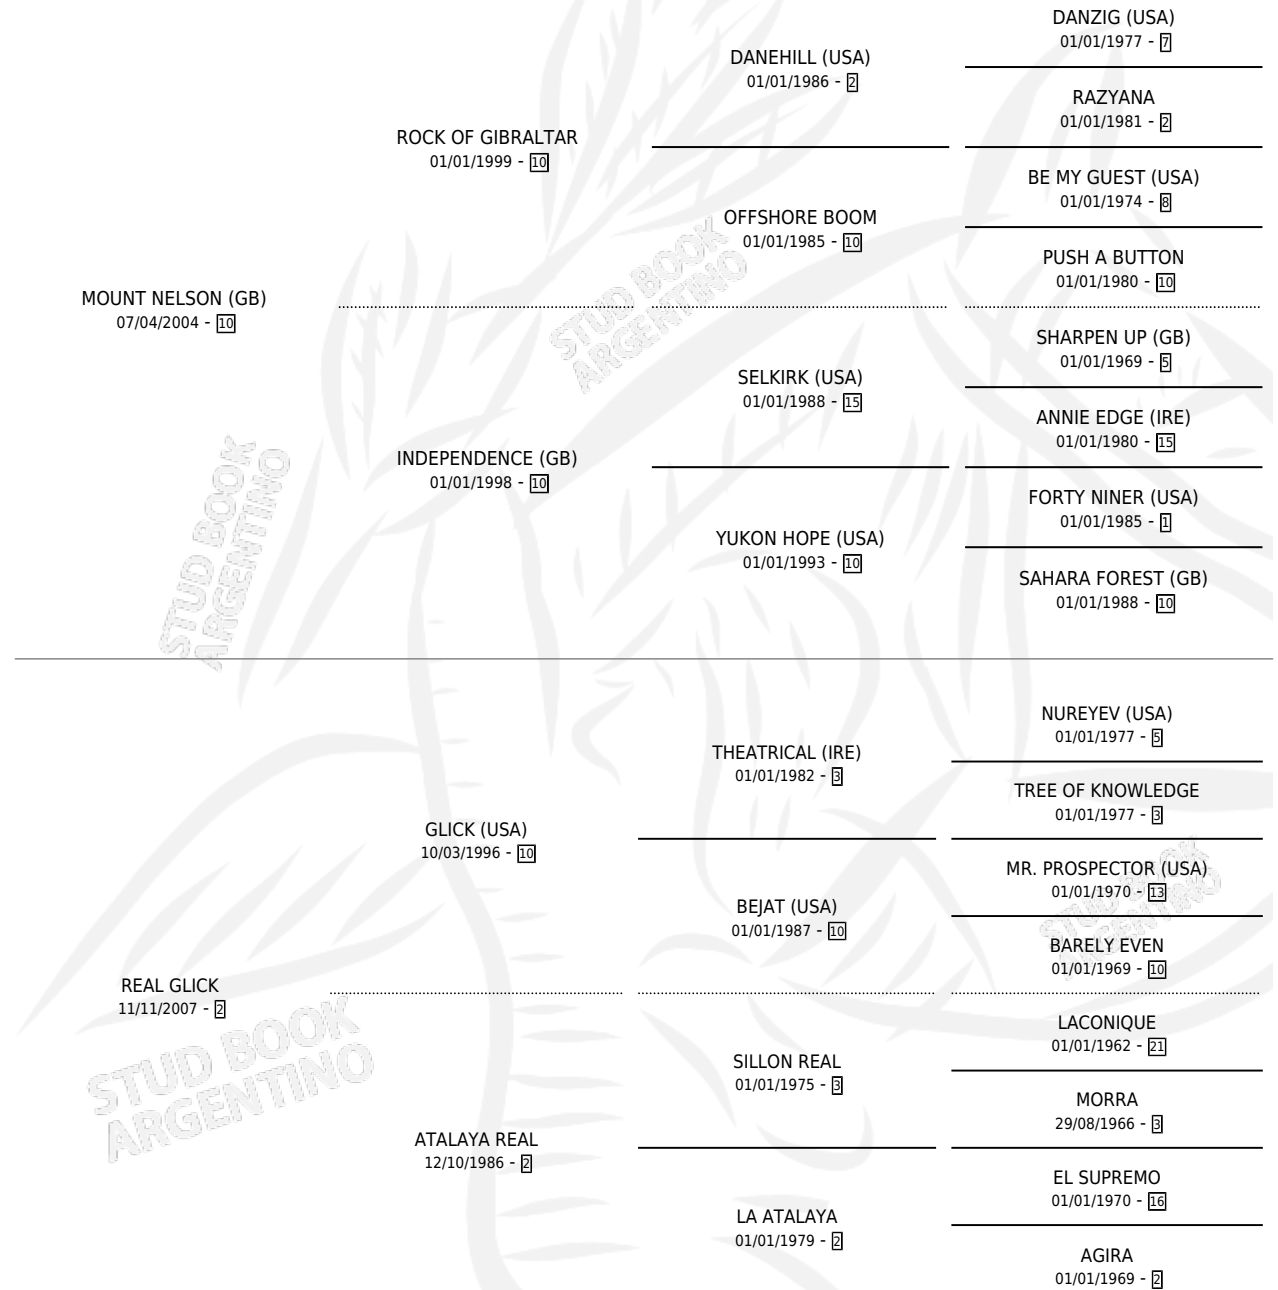 DANZIG (USA)
01/01/1977 - 7
DANEHILL (USA)
01/01/1986 - 2
RAZYANA
01/01/1981 - 2
ROCK OF GIBRALTAR
01/01/1999 - 10
BE MY GUEST (USA)
01/01/1974 - 8
OFFSHORE BOOM
01/01/1985 - 10
PUSH A BUTTON
01/01/1980 - 10
MOUNT NELSON (GB)
07/04/2004 - 10
STUD BOOK
ARGENTINO
SHARPEN UP (GB)
01/01/1969 - 5
SELKIRK (USA)
01/01/1988 - 15
ANNIE EDGE (IRE)
01/01/1980 - 15
INDEPENDENCE (GB)
01/01/1998 - 10
FORTY NINER (USA)
01/01/1985 - 1
YUKON HOPE (USA)
01/01/1993 - 10
SAHARA FOREST (GB)
01/01/1988 - 10
STUD BOOK
ARGENTINO
NUREYEV (USA)
01/01/1977 - 5
THEATRICAL (IRE)
01/01/1982 - 3
TREE OF KNOWLEDGE
01/01/1977 - 3
GLICK (USA)
10/03/1996 - 10
MR. PROSPECTOR (USA)
01/01/1970 - 13
BEJAT (USA)
01/01/1987 - 10
STUD BOOK
ARGENTINO
BARELY EVEN
01/01/1969 - 10
REAL GLICK
11/11/2007 - 2
STUD BOOK
ARGENTINO
LACONIQUE
01/01/1962 - 21
SILLON REAL
01/01/1975 - 3
MORRA
29/08/1966 - 3
ATALAYA REAL
12/10/1986 - 2
EL SUPREMO
01/01/1970 - 16
LA ATALAYA
01/01/1979 - 2
AGIRA
01/01/1969 - 2